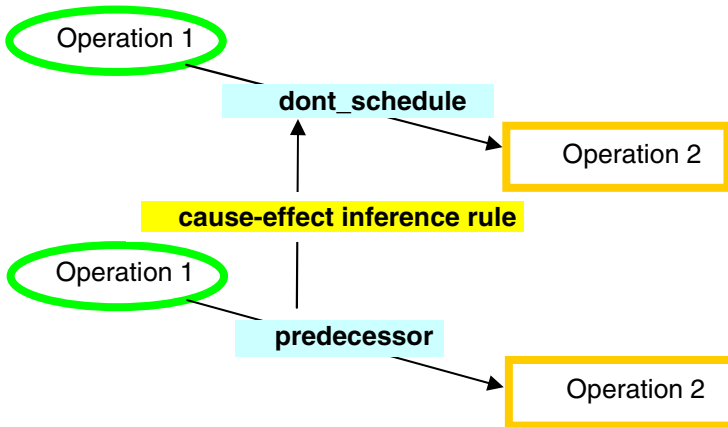 Operation 1
dont_schedule
Operation 2
cause-effect inference rule
Operation 1
predecessor
Operation 2